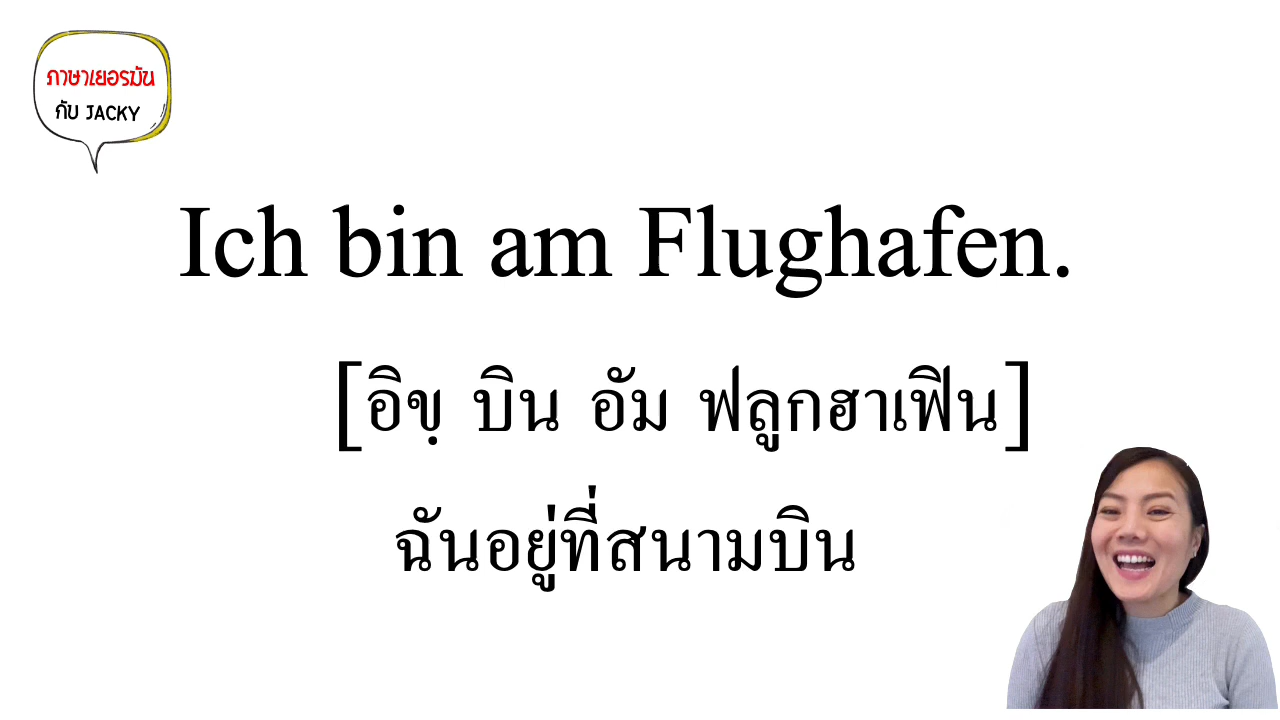 ภาษาเยอรมัน
กับ JACKY
Ich bin am Flughafen.
[อิขฺ บิน อัม ฟลูกฮาเฟิน]
ฉันอยู่ที่สนามบิน